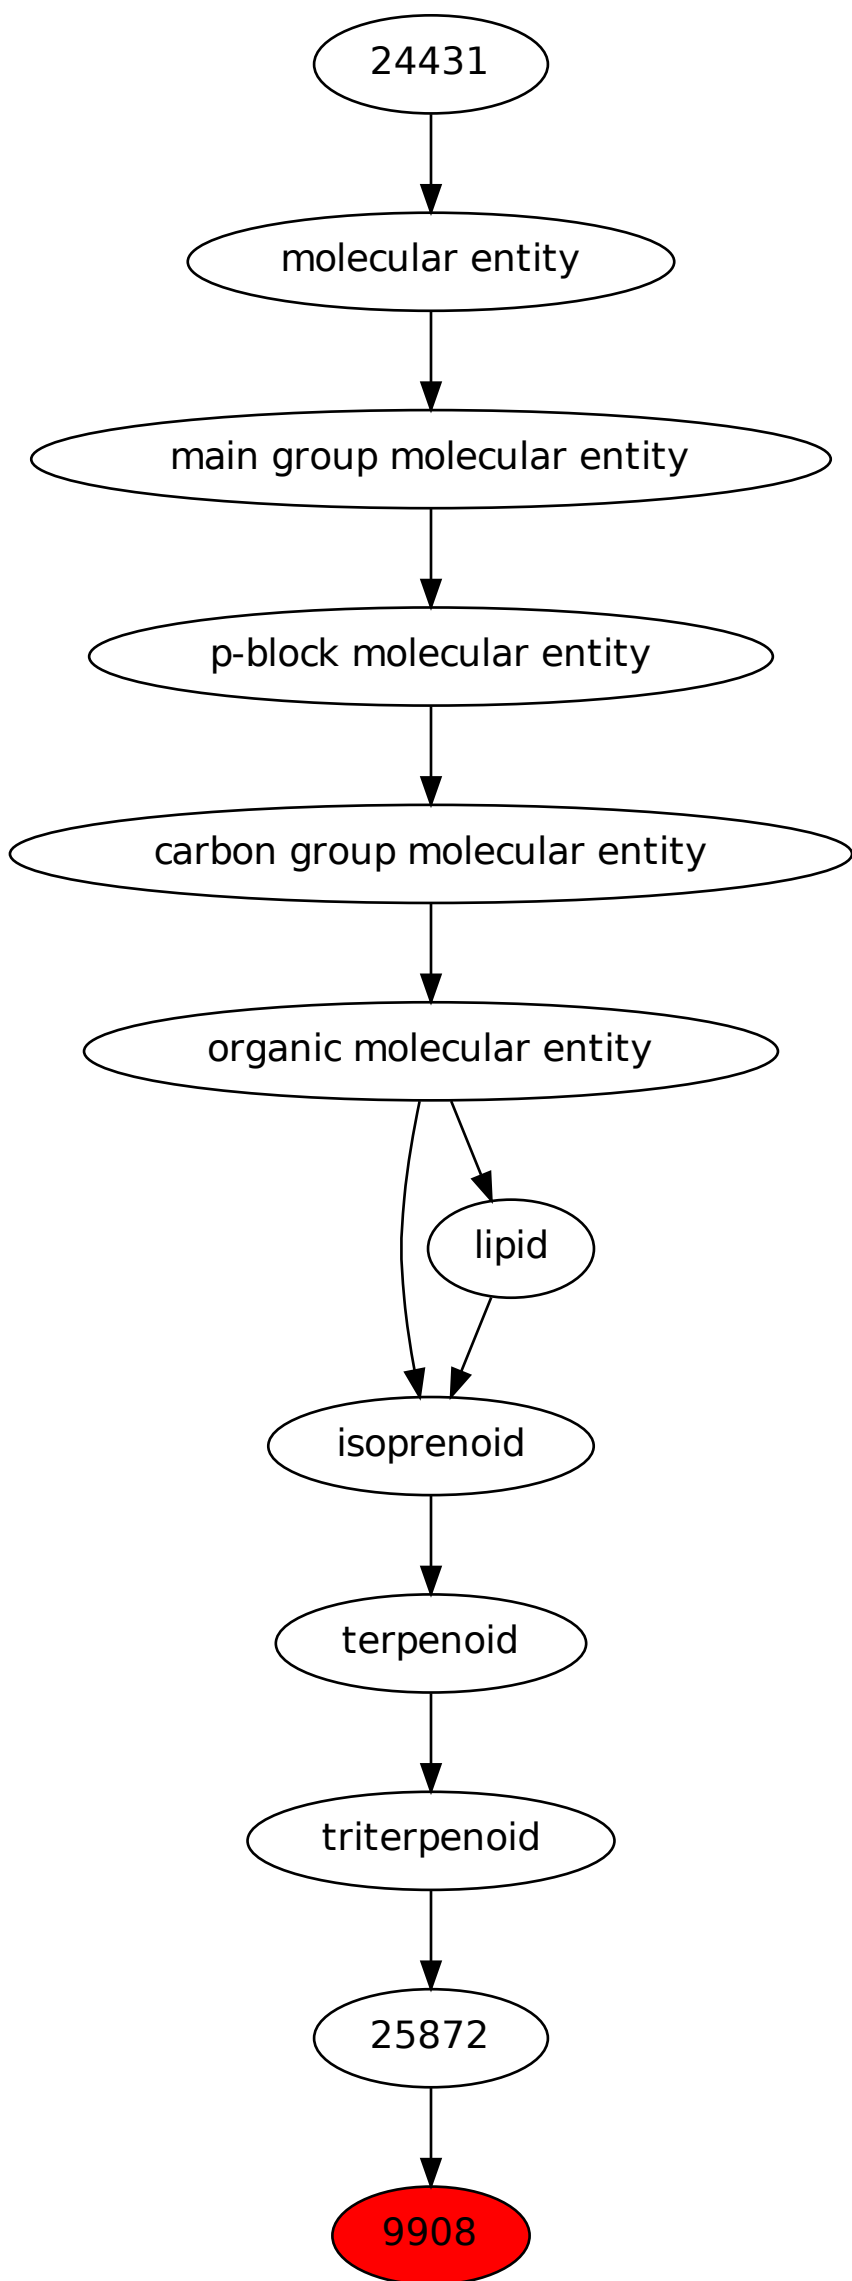 24431
molecular entity
main group molecular entity
p-block molecular entity
carbon group molecular entity
organic molecular entity
lipid
isoprenoid
terpenoid
triterpenoid
25872
9908